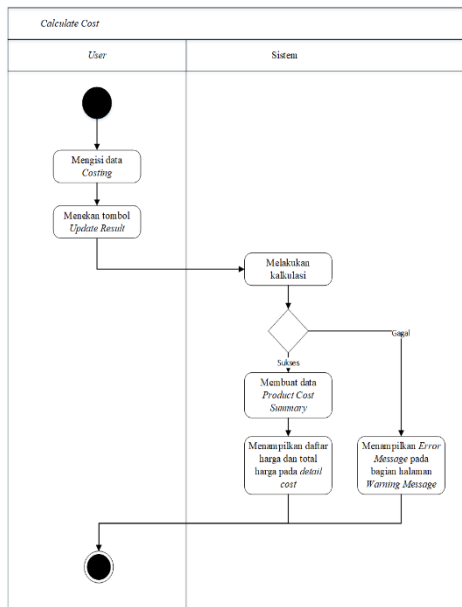 Calculate Cost
User
Sistem
Mengisi data
Costing
Menekan tombol
Update Result
Melakukan
kalkulasi
Gagal
Sukses
Membuat data
Product Cost
Summary
Menampilkan daftar
harga dan total
harga pada detail
cost
Menampilkan Error
Message pada
bagian halaman
Warning Message